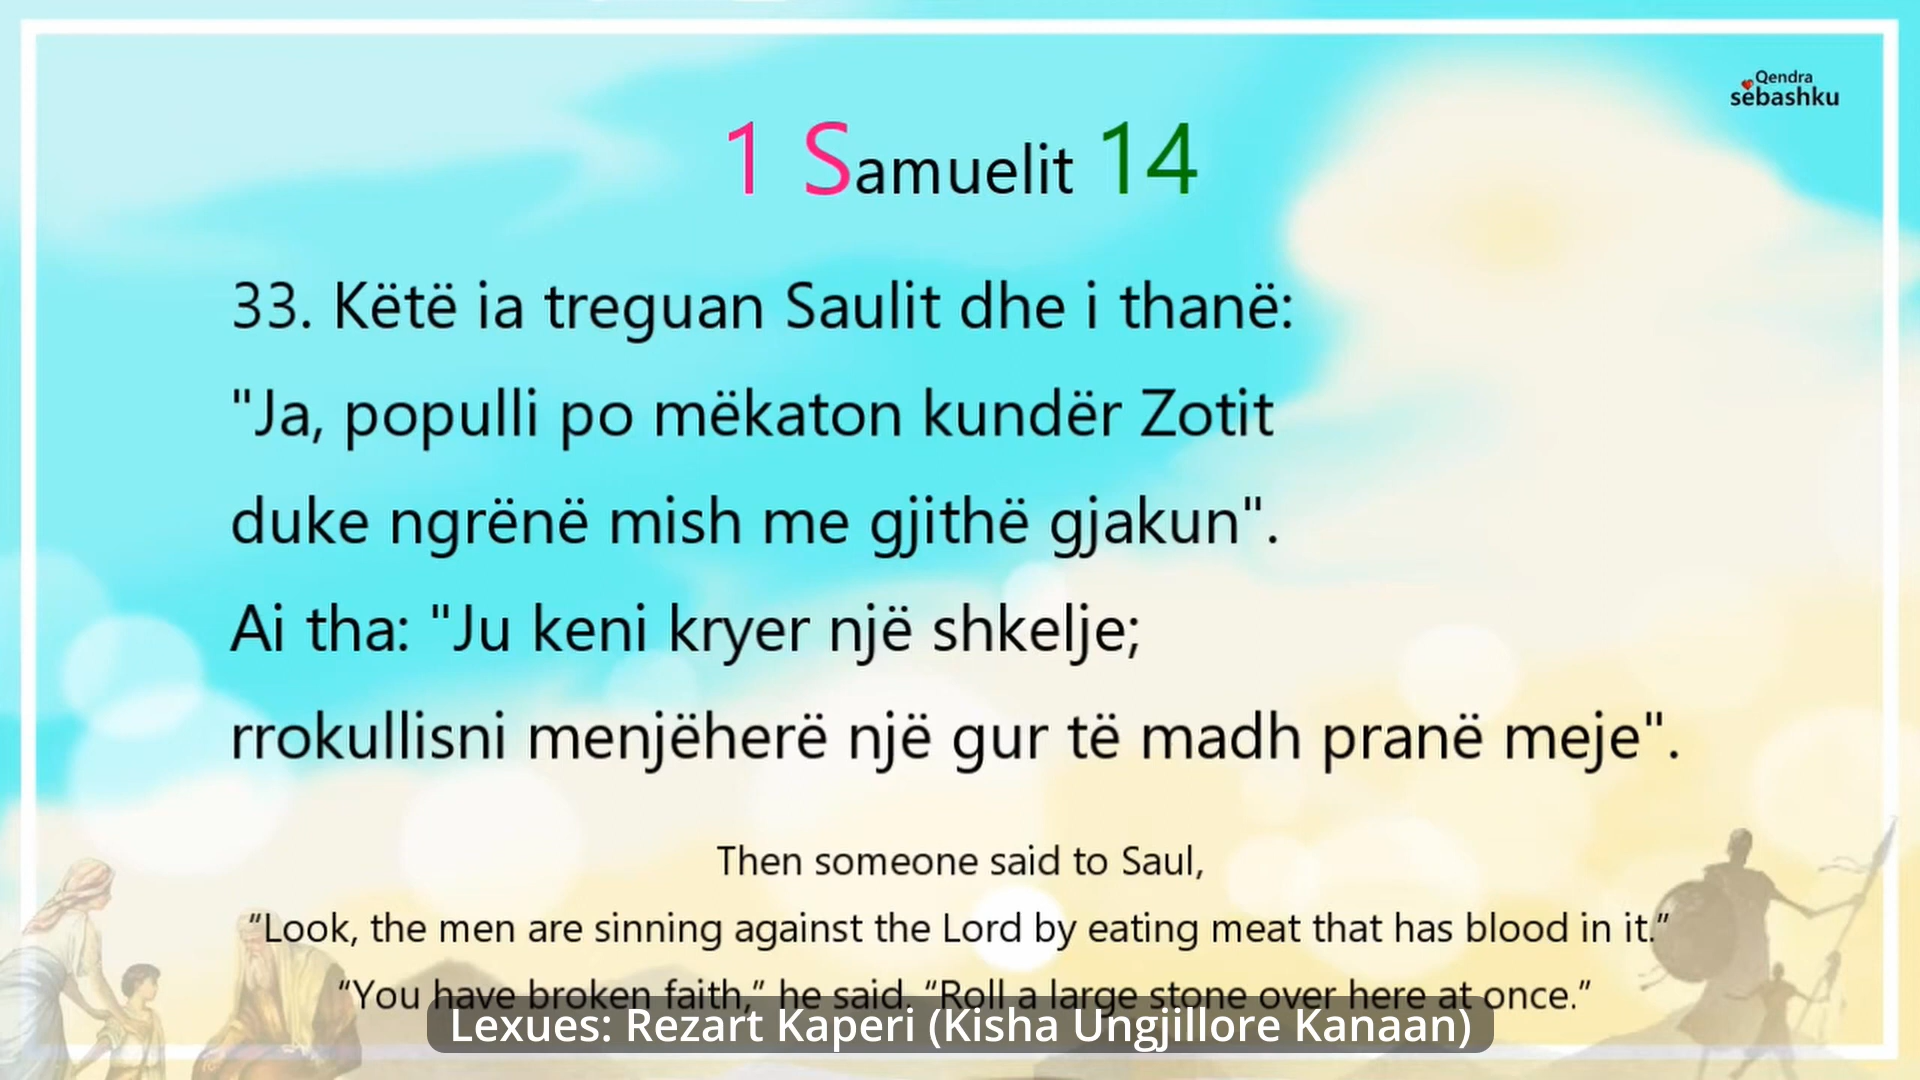 Qendra
sëbashku
1 Samuelit 14
33. Këtë ia treguan Saulit dhe i thanë:
"Ja, populli po mëkaton kundër Zotit
duke ngrënë mish me gjithë gjakun".
Ai tha: "Ju keni kryer një shkelje;
rrokullisni menjëherë një gur të madh pranë meje".
Then someone said to Saul,
“Look, the men are sinning against the Lord by eating meat that has blood in it.”
“You have broken faith,” he said. “Roll a large stone over here at once.”
Lexues: Rezart Kaperi (Kisha Ungjillore Kanaan)